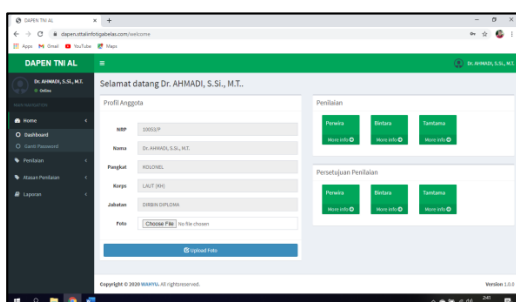 DAPEN TNI AL
dapen.sttalinfotigabelas.com/welcome
Apps Gmail YouTube Maps
DAPEN TNI AL
Dr. AHMADI, S.Si., M.T.
Dr. AHMADI, S.Si., M.T.
Online
Home
Dashboard
Ganti Password
Penilaian
Atasan Penilaian
Laporan
Selamat datang Dr. AHMADI, S.Si., M.T..
Profil Anggota
NRP
Nama Dr. AHMADI, S.Si., M.T.
Pangkat KOLONEL
Korps LAUT (KH)
Jabatan DIRBIN DIPLOMA
Foto Choose File No file chosen
Upload Foto
Penilaian
Perwira Bintara Tamtama
More info More info More info
Persetujuan Penilaian
Perwira Bintara Tamtama
More info More info More info
Copyright © 2020 WAHYU. All rights reserved.
Version 1.0.0